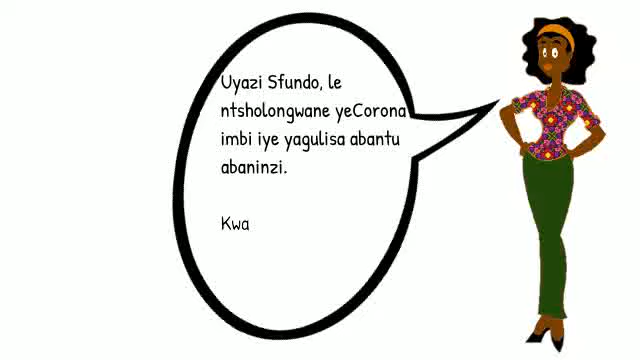 Uyazi Sfundo, le
ntsholongwane yeCorona
imbi iye yagulisa abantu
abaninzi.
Kwa